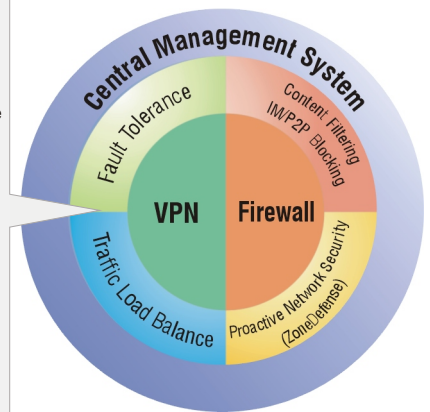 Central Management System
Fault Tolerance
Content Filtering
IM/P2P Blocking
VPN
Firewall
Traffic Load Balance
Proactive Network Security
(ZoneDefense)